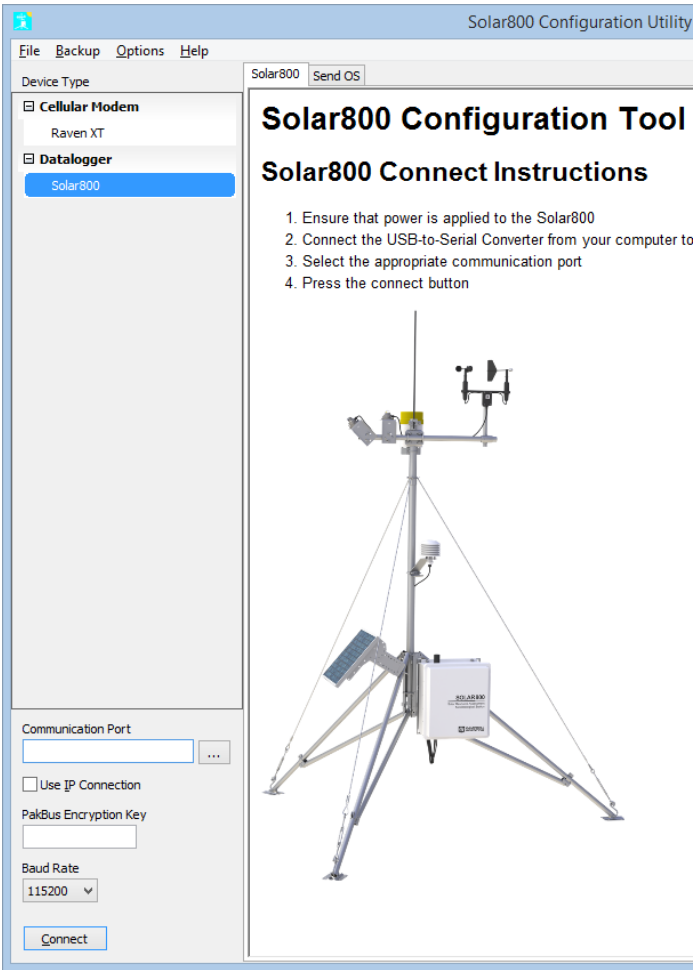 Solar800 Configuration Utility
File Backup Options Help
Device Type
Cellular Modem
Raven XT
Datalogger
Solar800
Communication Port
...
Use IP Connection
PakBus Encryption Key
Baud Rate
115200
Connect
Solar800 Send OS
Solar800 Configuration Tool
Solar800 Connect Instructions
1. Ensure that power is applied to the Solar800
2. Connect the USB-to-Serial Converter from your computer to
3. Select the appropriate communication port
4. Press the connect button
SOLAR800